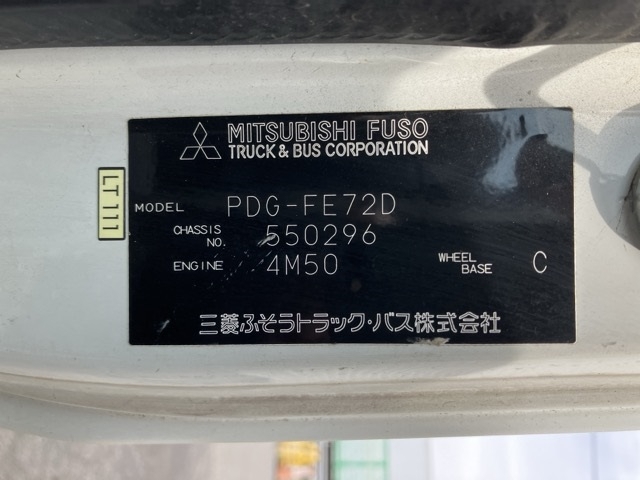 MITSUBISHI FUSO
TRUCK & BUS CORPORATION
LT111
MODEL PDG-FE72D
CHASSIS NO. 550296
ENGINE 4M50 WHEEL BASE C
三菱ふそうトラック・バス株式会社